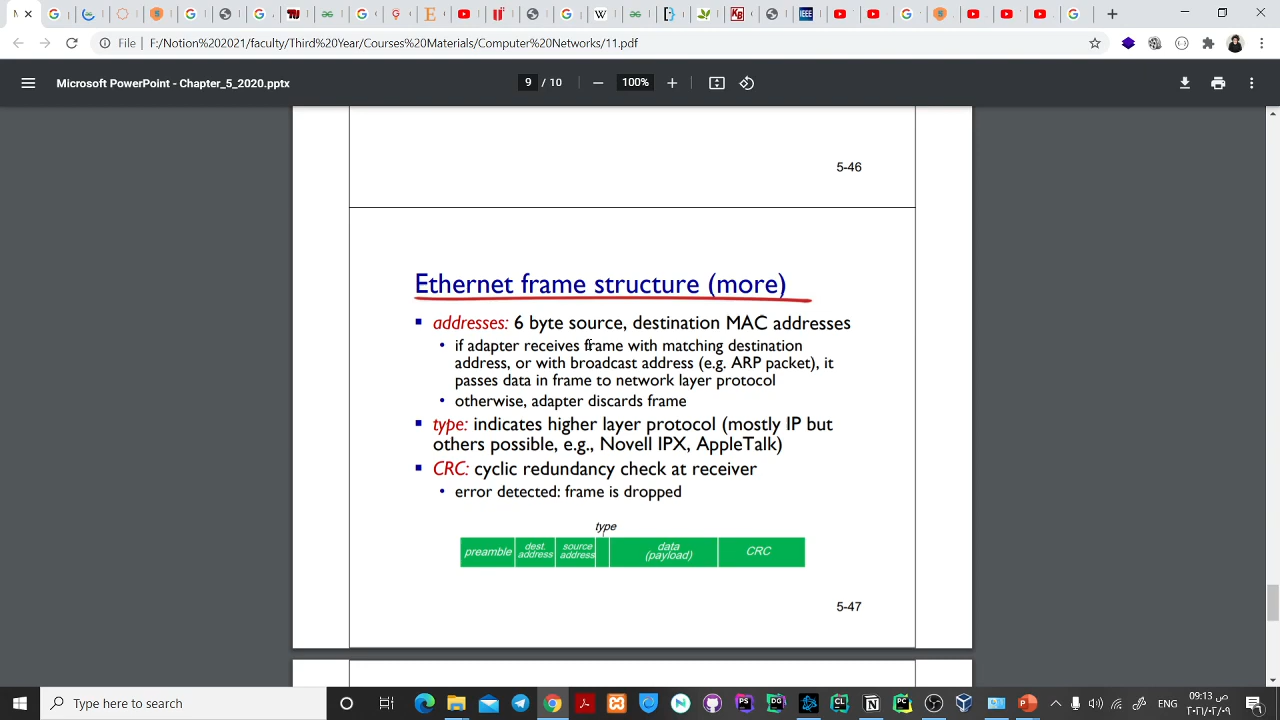 File
F:/Notion%202021/faculty/Third Year/Courses%20Materials/Computer%20Networks/11.pdf
Microsoft PowerPoint - Chapter_5_2020.pptx
9 / 10
100%
5-46
Ethernet frame structure (more)
addresses: 6 byte source, destination MAC addresses
• if adapter receives frame with matching destination
address, or with broadcast address (e.g. ARP packet), it
passes data in frame to network layer protocol
• otherwise, adapter discards frame
type: indicates higher layer protocol (mostly IP but
others possible, e.g., Novell IPX, AppleTalk)
CRC: cyclic redundancy check at receiver
• error detected: frame is dropped
type
preamble
dest. address
source address
data (payload)
CRC
5-47
Type here to search
09:13 ص